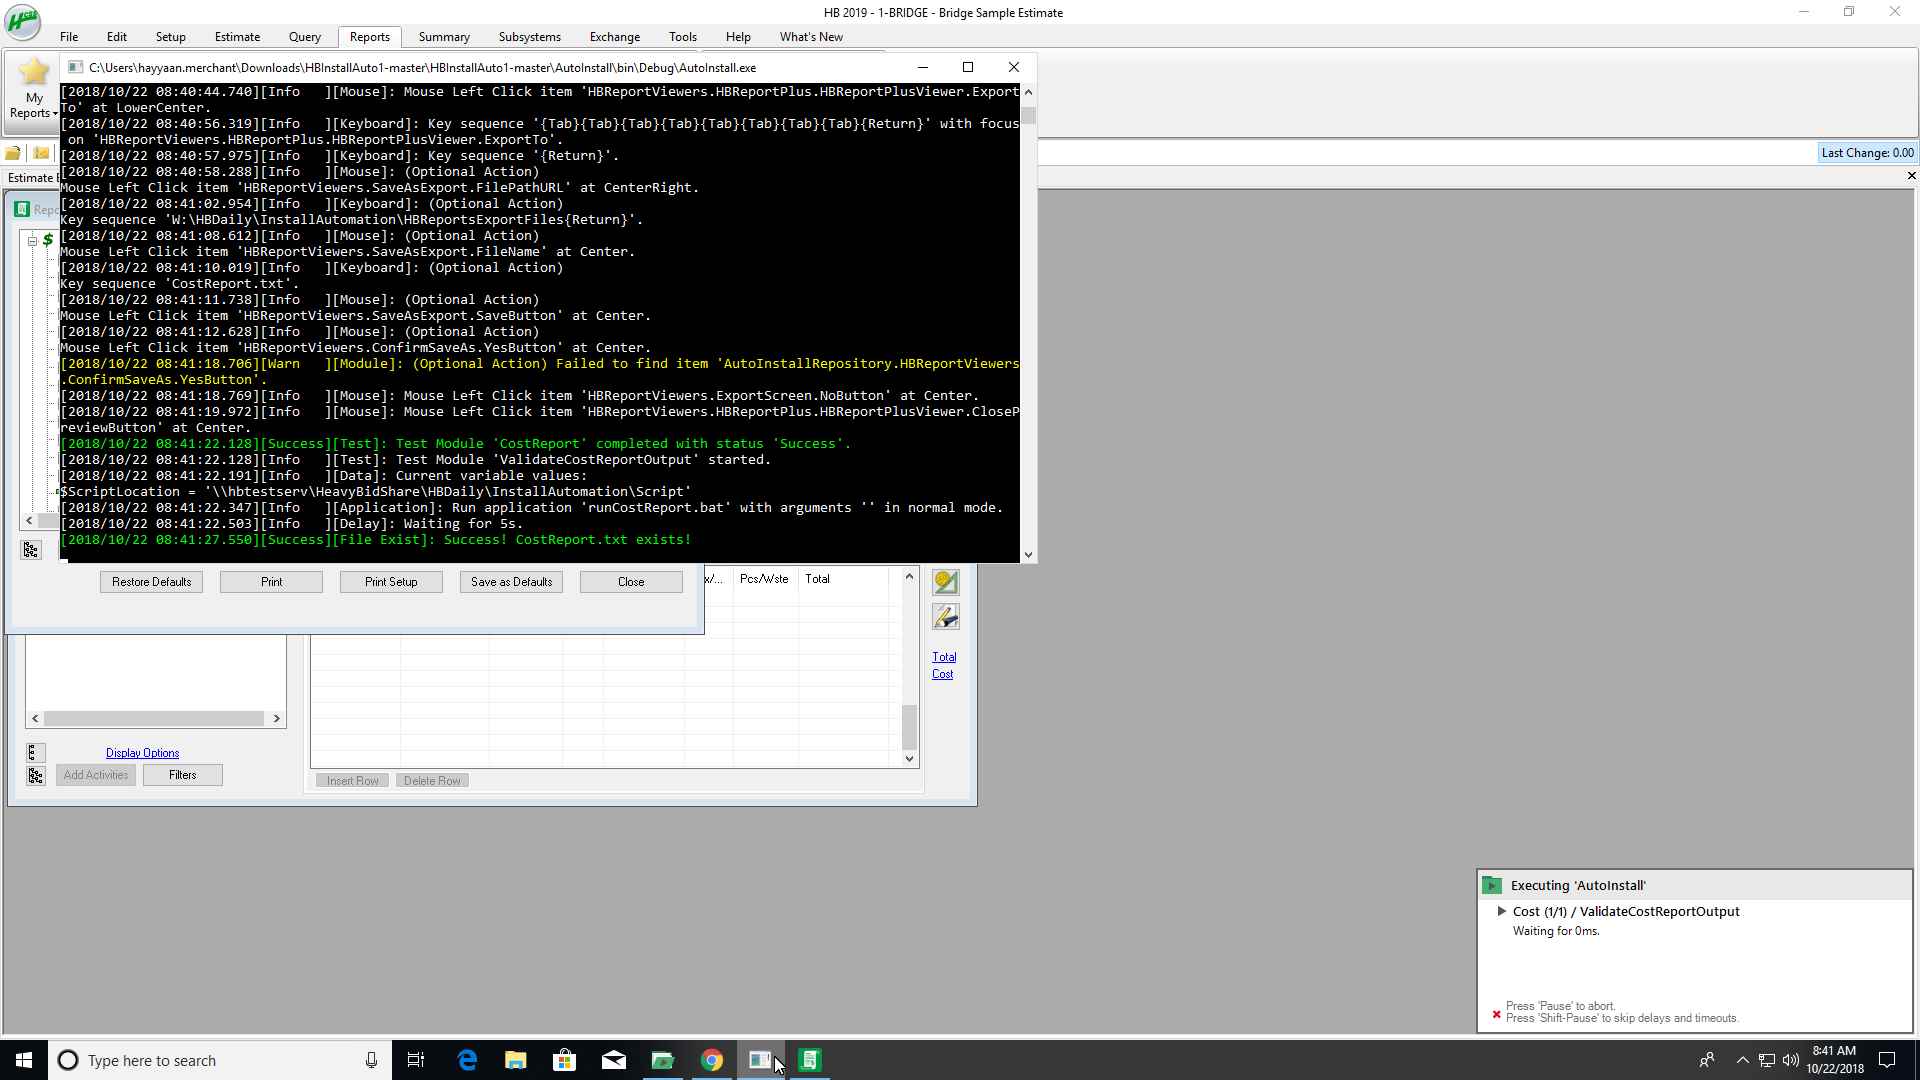 HB 2019 - 1-BRIDGE - Bridge Sample Estimate
File Edit Setup Estimate Query Reports Summary Subsystems Exchange Tools Help What's New
My
Reports
C:\Users\hayyaan.merchant\Downloads\HBInstallAuto1-master\HBInstallAuto1-master\AutoInstall\bin\Debug\AutoInstall.exe
Last Change: 0.00
Estimate
Repo
[2018/10/22 08:40:44.740][Info   ][Mouse]: Mouse Left Click item 'HBReportViewers.HBReportPlus.HBReportPlusViewer.Export
To' at LowerCenter.
[2018/10/22 08:40:56.319][Info   ][Keyboard]: Key sequence '{Tab}{Tab}{Tab}{Tab}{Tab}{Tab}{Tab}{Tab}{Return}' with focus
 on 'HBReportViewers.HBReportPlus.HBReportPlusViewer.ExportTo'.
[2018/10/22 08:40:57.975][Info   ][Keyboard]: Key sequence '{Return}'.
[2018/10/22 08:40:58.288][Info   ][Mouse]: (Optional Action)
Mouse Left Click item 'HBReportViewers.SaveAsExport.FilePathURL' at CenterRight.
[2018/10/22 08:41:02.954][Info   ][Keyboard]: (Optional Action)
Key sequence 'W:\HBDaily\InstallAutomation\HBReportsExportFiles{Return}'.
[2018/10/22 08:41:08.612][Info   ][Mouse]: (Optional Action)
Mouse Left Click item 'HBReportViewers.SaveAsExport.FileName' at Center.
[2018/10/22 08:41:10.019][Info   ][Keyboard]: (Optional Action)
Key sequence 'CostReport.txt'.
[2018/10/22 08:41:11.738][Info   ][Mouse]: (Optional Action)
Mouse Left Click item 'HBReportViewers.SaveAsExport.SaveButton' at Center.
[2018/10/22 08:41:12.628][Info   ][Mouse]: (Optional Action)
Mouse Left Click item 'HBReportViewers.ConfirmSaveAs.YesButton' at Center.
[2018/10/22 08:41:18.706][Warn   ][Module]: (Optional Action) Failed to find item 'AutoInstallRepository.HBReportViewers
.ConfirmSaveAs.YesButton'.
[2018/10/22 08:41:18.769][Info   ][Mouse]: Mouse Left Click item 'HBReportViewers.ExportScreen.NoButton' at Center.
[2018/10/22 08:41:19.972][Info   ][Mouse]: Mouse Left Click item 'HBReportViewers.HBReportPlus.HBReportPlusViewer.CloseP
reviewButton' at Center.
[2018/10/22 08:41:22.128][Success][Test]: Test Module 'CostReport' completed with status 'Success'.
[2018/10/22 08:41:22.128][Info   ][Test]: Test Module 'ValidateCostReportOutput' started.
[2018/10/22 08:41:22.191][Info   ][Data]: Current variable values:
$ScriptLocation = '\\hbtestserv\HeavyBidShare\HBDaily\InstallAutomation\Script'
[2018/10/22 08:41:22.347][Info   ][Application]: Run application 'runCostReport.bat' with arguments '' in normal mode.
[2018/10/22 08:41:22.503][Info   ][Delay]: Waiting for 5s.
[2018/10/22 08:41:27.550][Success][File Exist]: Success! CostReport.txt exists!
Restore Defaults Print Print Setup Save as Defaults Close
x/... Pcs/Wste Total
Total
Cost
Display Options
Add Activities Filters
Insert Row Delete Row
Executing 'AutoInstall'
Cost (1/1) / ValidateCostReportOutput
Waiting for 0ms.
Press 'Pause' to abort.
Press 'Shift-Pause' to skip delays and timeouts.
Type here to search
8:41 AM
10/22/2018